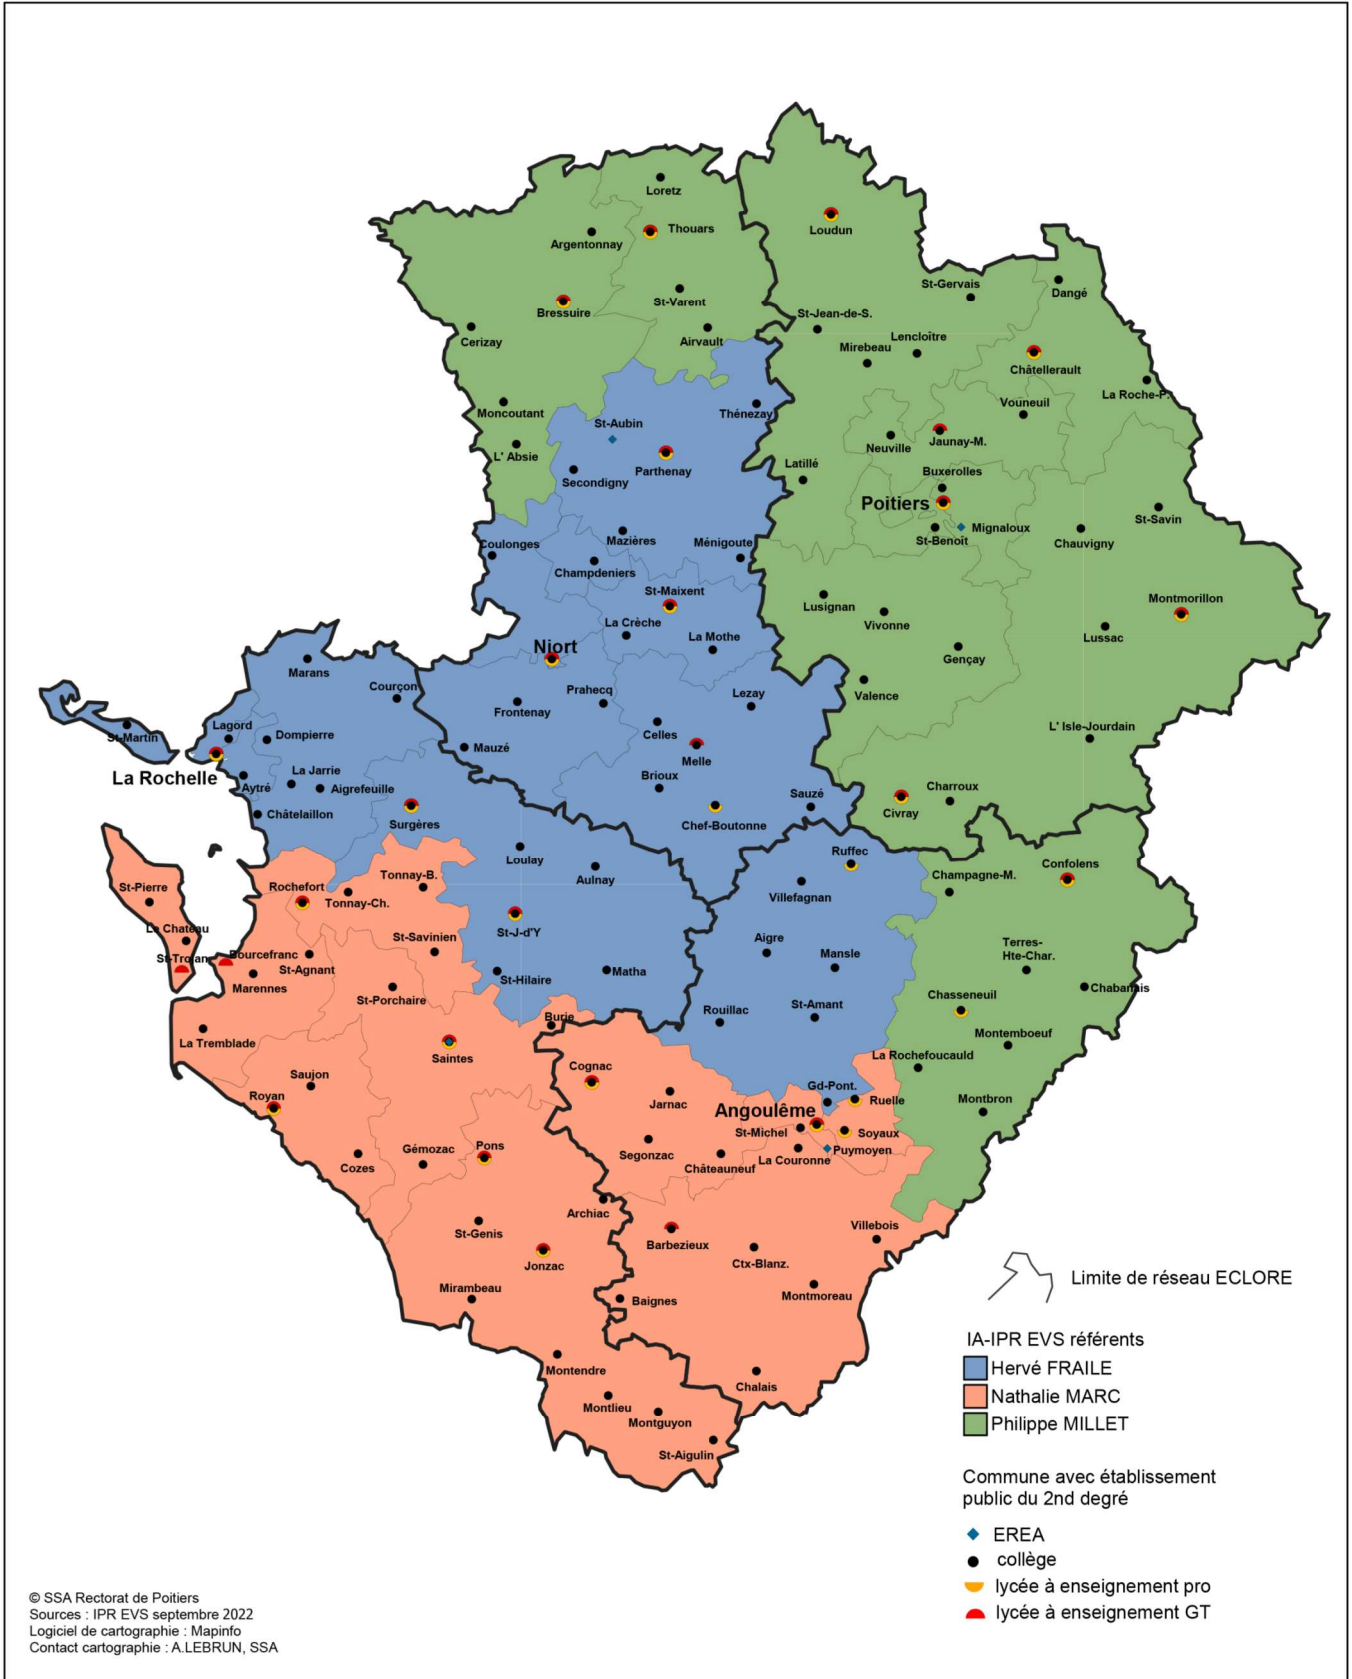 Loretz
Thouars
Argentonnay
Loudun
St-Gervais
Dangé
St-Varent
Bressuire
St-Jean-de-S.
Lencloître
Cerizay
Airvault
Mirebeau
Châtellerault
La Roche-P.
Vouneuil
Moncoutant
Thénezay
St-Aubin
Neuville
Jaunay-M.
L' Absie
Parthenay
Latillé
Buxerolles
Secondigny
Poitiers
St-Savin
Mignaloux
St-Benoît
Chauvigny
Coulonges
Mazières
Ménigoute
Champdeniers
St-Maixent
Lusignan
Montmorillon
Vivonne
La Crèche
La Mothe
Lussac
Niort
Gençay
Marans
Courçon
Prahecq
Lezay
Valence
Frontenay
Lagord
Dompierre
St-Martin
Celles
L' Isle-Jourdain
Mauzé
Melle
La Rochelle
La Jarrie
Aytré
Aigrefeuille
Brioux
Charroux
Sauzé
Civray
Châtelaillon
Surgères
Chef-Boutonne
Loulay
Ruffec
Confolens
Aulnay
Champagne-M.
Tonnay-B.
St-Pierre
Rochefort
Tonnay-Ch.
Villefagnan
Le Chateau
St-J-d'Y
St-Savinien
Aigre
Mansle
Terres-
Hte-Char.
St-Trojan
Bourcefranc
St-Agnant
Marennes
St-Hilaire
Matha
Chabanais
St-Porchaire
Chasseneuil
Rouillac
St-Amant
Burie
Montemboeuf
La Tremblade
Saintes
La Rochefoucauld
Cognac
Saujon
Royan
Gd-Pont.
Jarnac
Ruelle
Montbron
Angoulême
St-Michel
Soyaux
Gémozac
Pons
Segonzac
Puymoyen
Cozes
Châteauneuf
La Couronne
Archiac
St-Genis
Villebois
Barbezieux
Jonzac
Ctx-Blanz.
Mirambeau
Montmoreau
Baignes
Montendre
Chalais
Montlieu
Montguyon
St-Aigulin
Limite de réseau ECLORE
IA-IPR EVS référents
Hervé FRAILE
Nathalie MARC
Philippe MILLET
Commune avec établissement
public du 2nd degré
EREA
collège
lycée à enseignement pro
lycée à enseignement GT
© SSA Rectorat de Poitiers
Sources : IPR EVS septembre 2022
Logiciel de cartographie : Mapinfo
Contact cartographie : A.LEBRUN, SSA